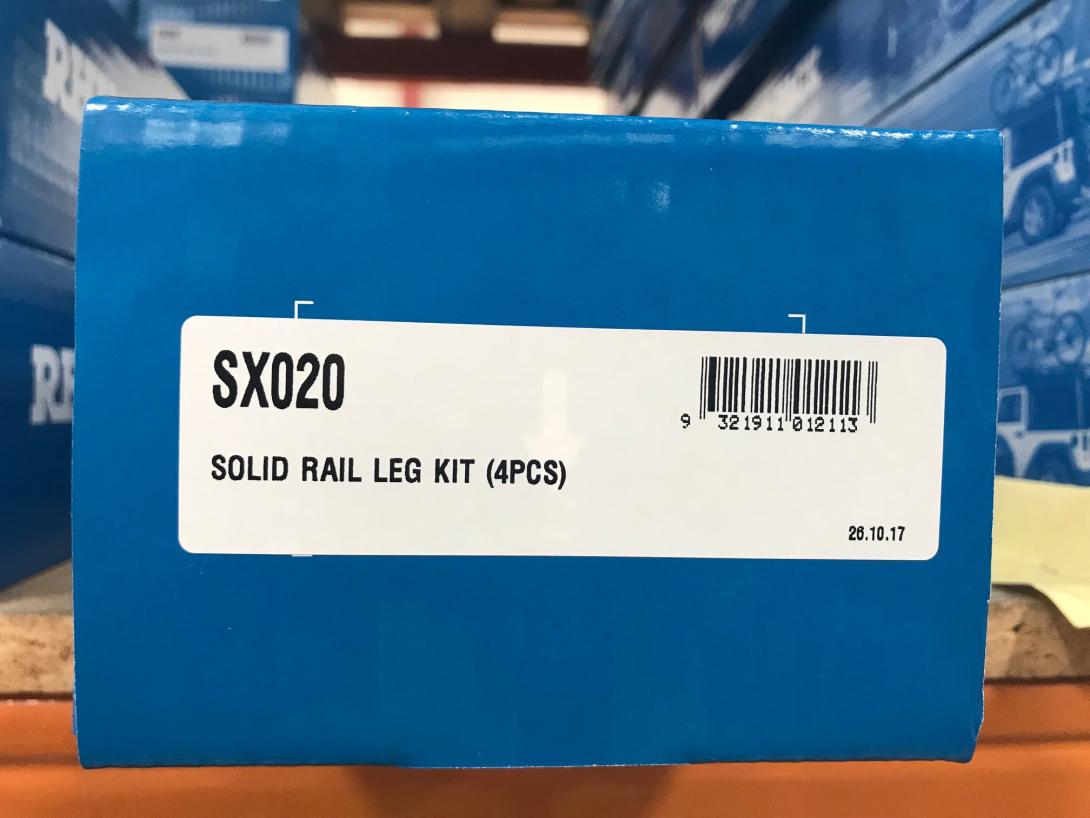 SX020
9 321911 012113
SOLID RAIL LEG KIT (4PCS)
26.10.17